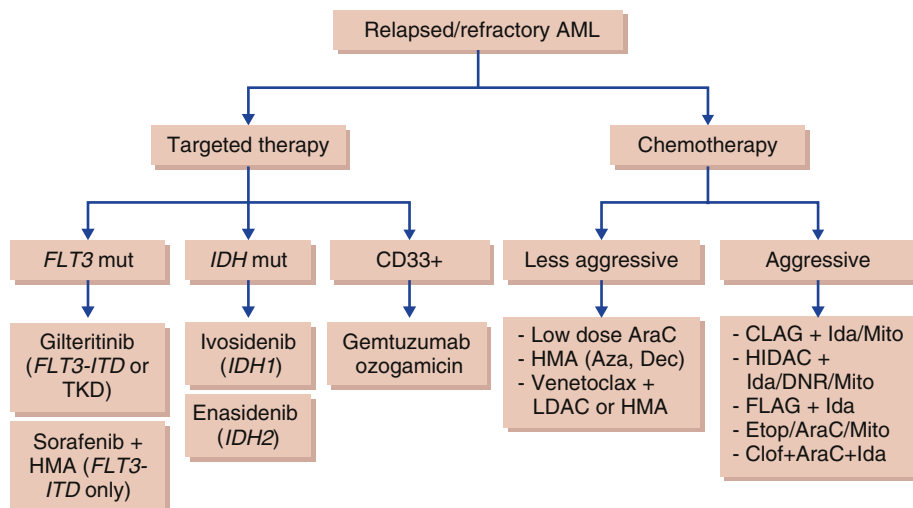 Relapsed/refractory AML
Targeted therapy
Chemotherapy
FLT3 mut
IDH mut
CD33+
Less aggressive
Aggressive
Gilteritinib
(FLT3-ITD or
TKD)
Sorafenib +
HMA (FLT3-
ITD only)
Ivosidenib
(IDH1)
Enasidenib
(IDH2)
Gemtuzumab
ozogamicin
- Low dose AraC
- HMA (Aza, Dec)
- Venetoclax +
LDAC or HMA
- CLAG + Ida/Mito
- HIDAC +
Ida/DNR/Mito
- FLAG + Ida
- Etop/AraC/Mito
- Clof+AraC+Ida